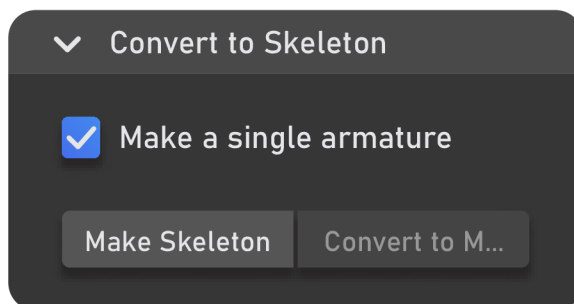 Convert to Skeleton
Make a single armature
Make Skeleton
Convert to M...